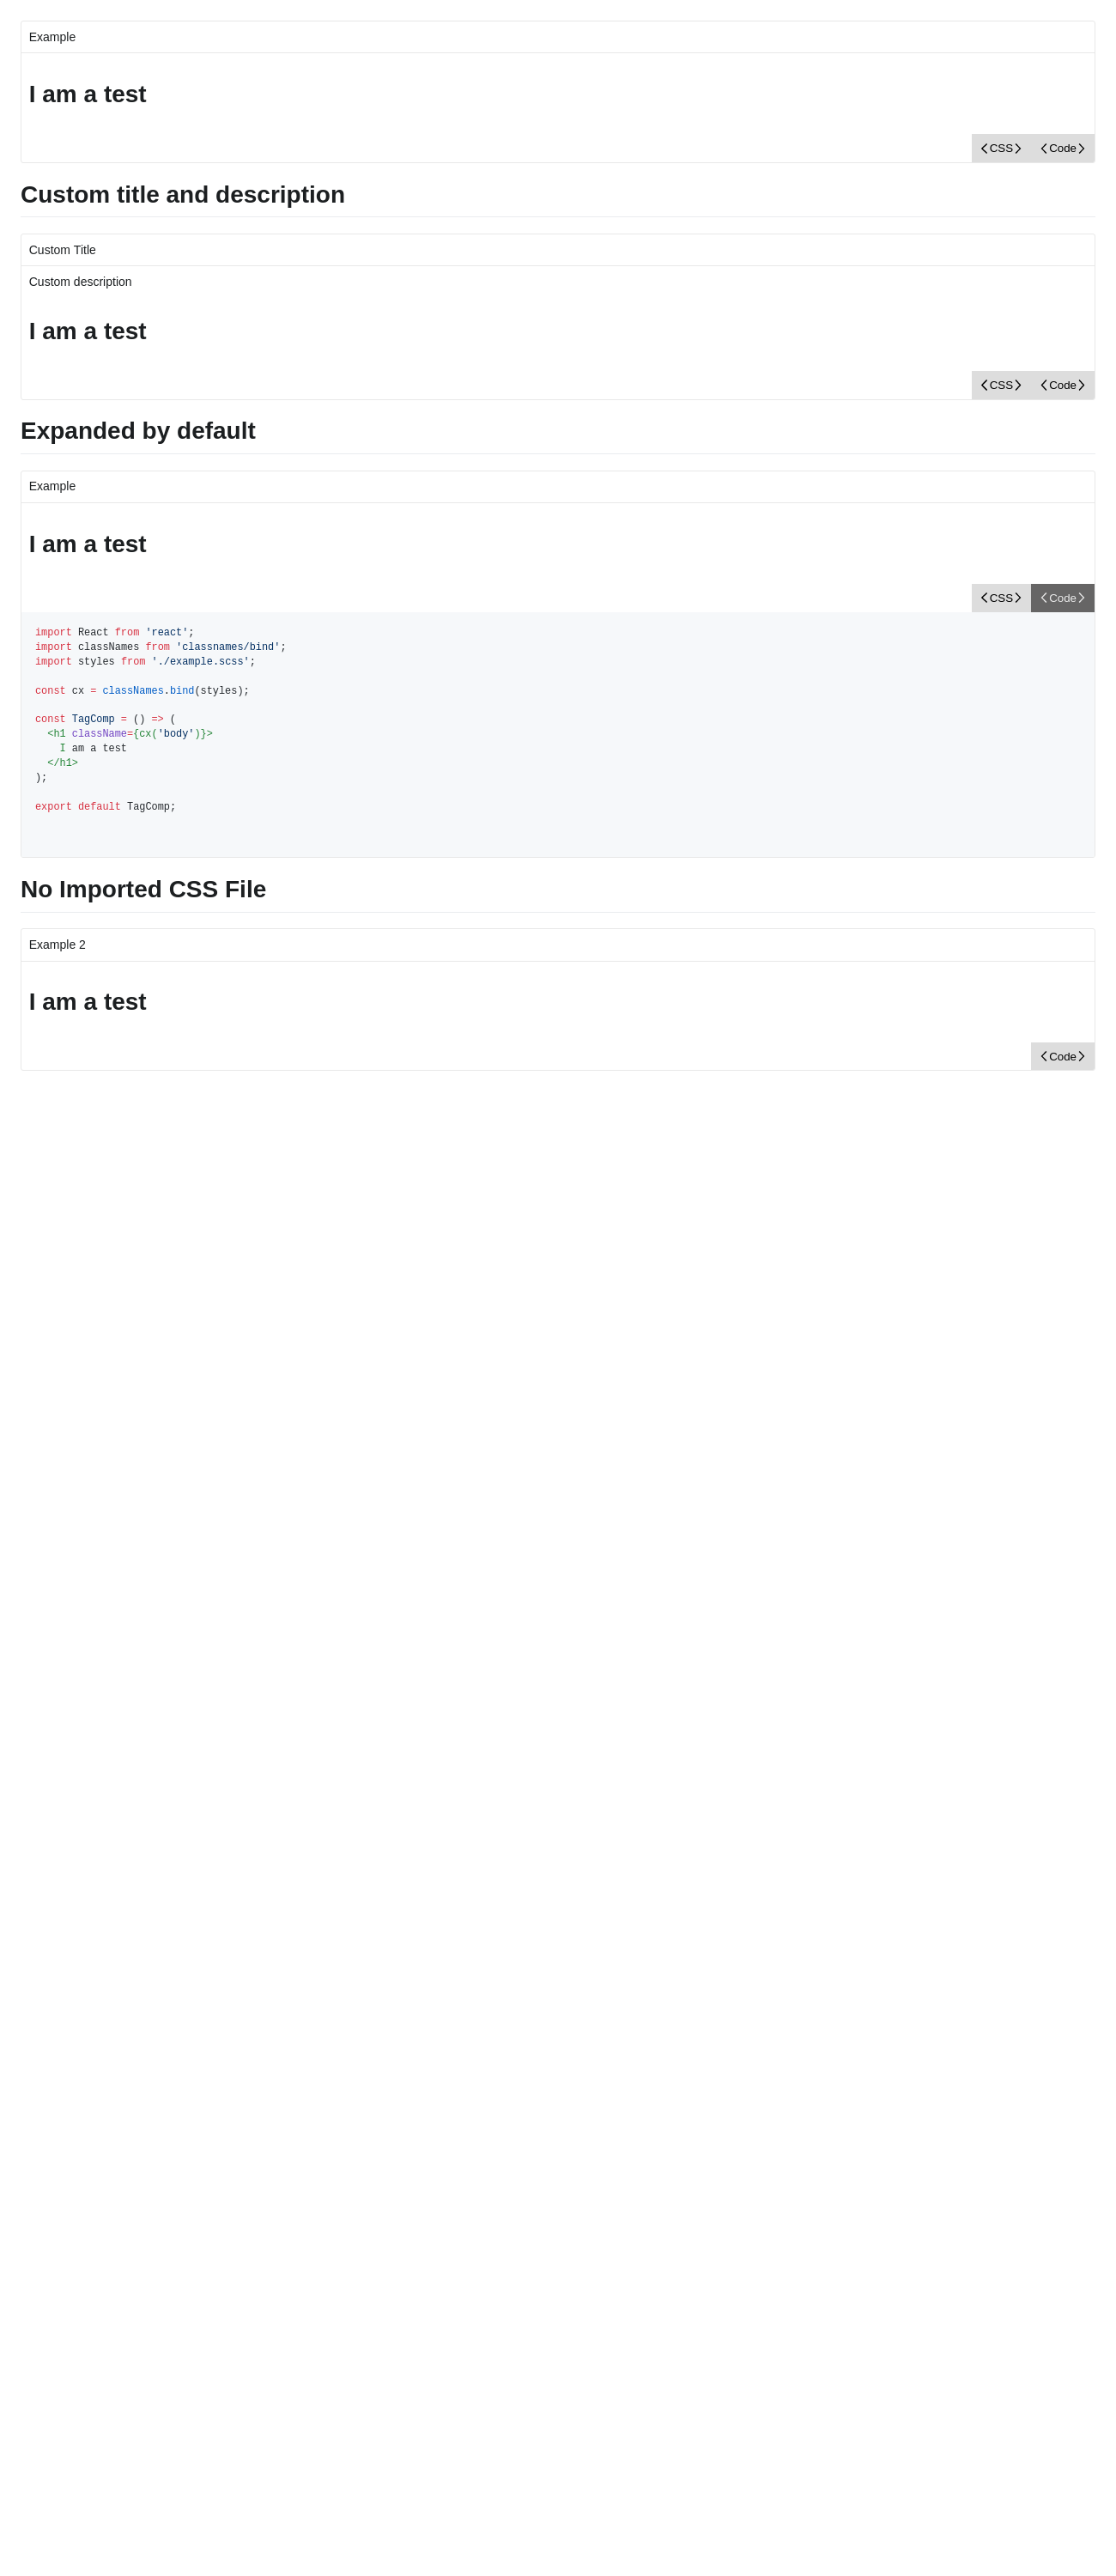 Example
I am a test
CSS Code
Custom title and description
Custom Title
Custom description
I am a test
CSS Code
Expanded by default
Example
I am a test
CSS Code
import React from 'react';
import classNames from 'classnames/bind';
import styles from './example.scss';
const cx = classNames.bind(styles);
const TagComp = () => (
<h1 className={cx('body')}>
I am a test
</h1>
);
export default TagComp;
No Imported CSS File
Example 2
I am a test
Code